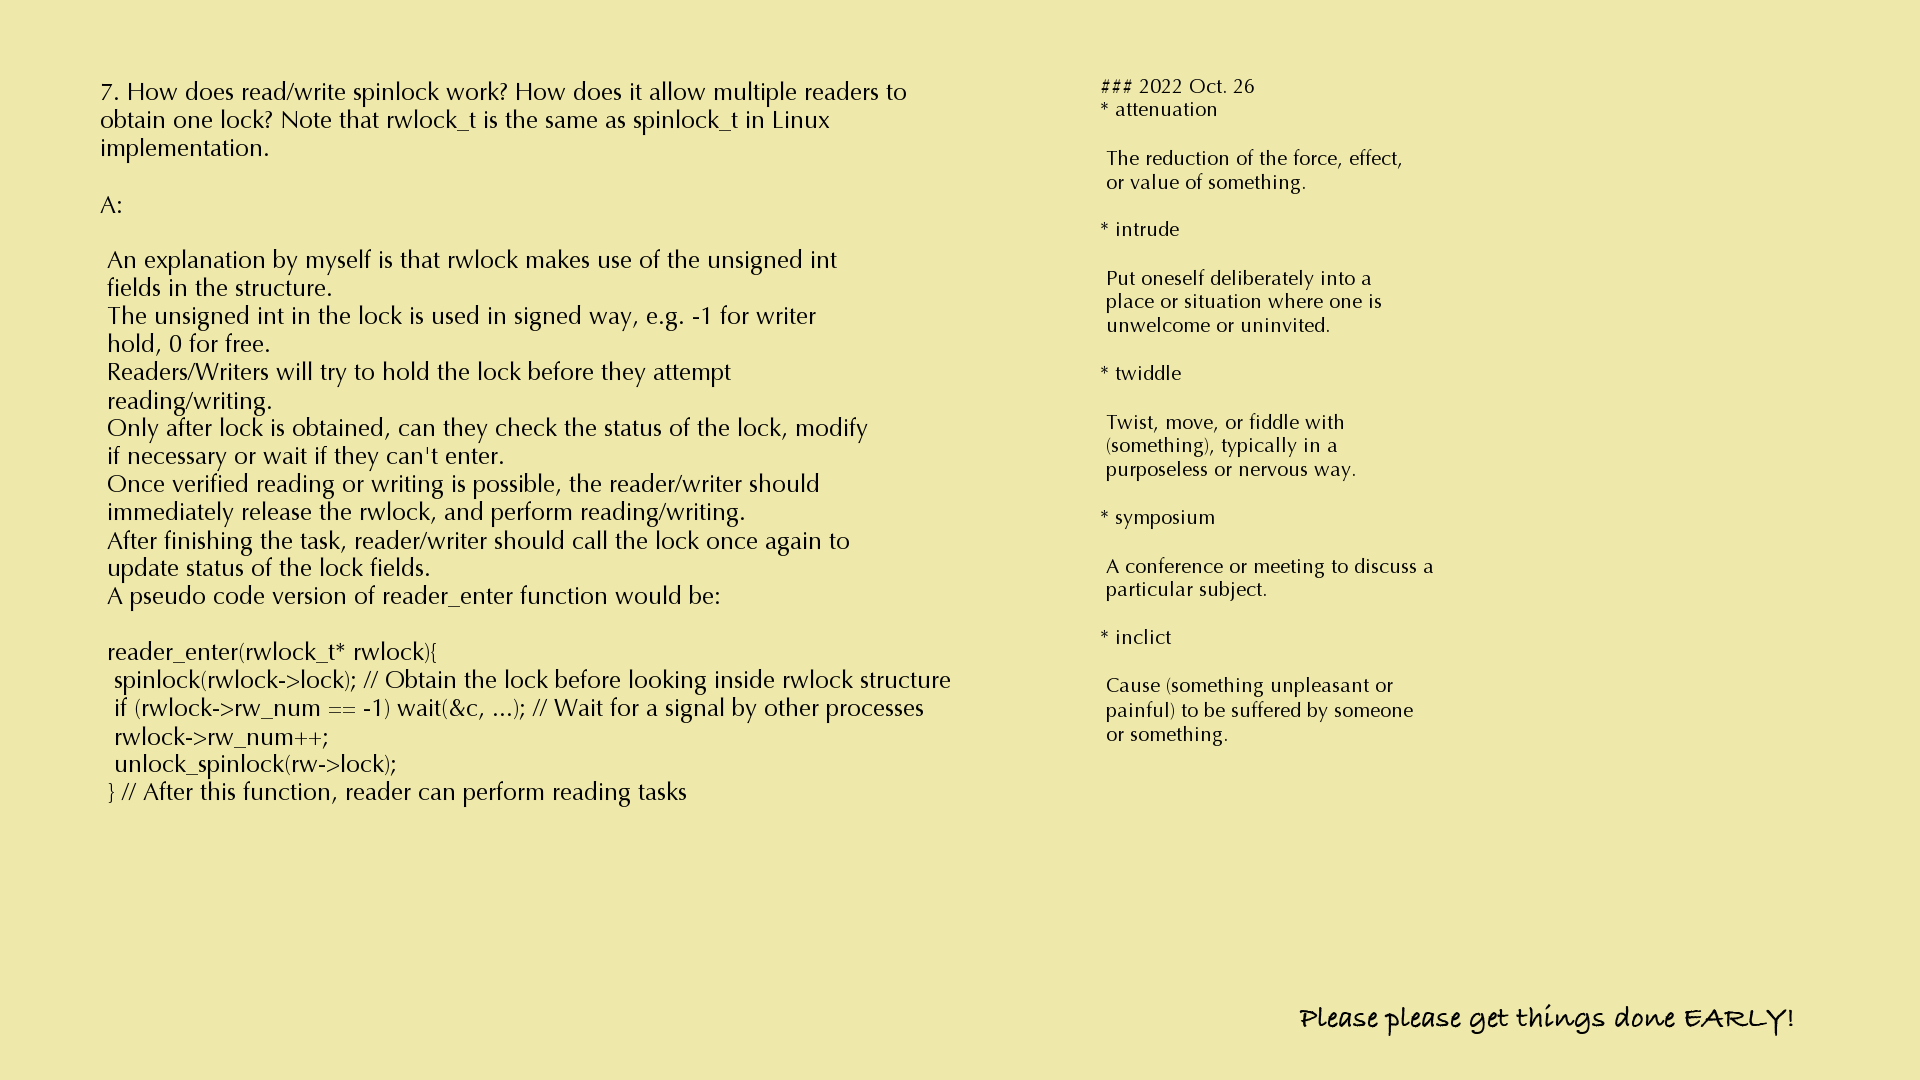 7. How does read/write spinlock work? How does it allow multiple readers to
obtain one lock? Note that rwlock_t is the same as spinlock_t in Linux
implementation.
A:
An explanation by myself is that rwlock makes use of the unsigned int
fields in the structure.
The unsigned int in the lock is used in signed way, e.g. -1 for writer
hold, 0 for free.
Readers/Writers will try to hold the lock before they attempt
reading/writing.
Only after lock is obtained, can they check the status of the lock, modify
if necessary or wait if they can't enter.
Once verified reading or writing is possible, the reader/writer should
immediately release the rwlock, and perform reading/writing.
After finishing the task, reader/writer should call the lock once again to
update status of the lock fields.
A pseudo code version of reader_enter function would be:
reader_enter(rwlock_t* rwlock){
spinlock(rwlock->lock); // Obtain the lock before looking inside rwlock structure
if (rwlock->rw_num == -1) wait(&c, ...); // Wait for a signal by other processes
rwlock->rw_num++;
unlock_spinlock(rw->lock);
} // After this function, reader can perform reading tasks
### 2022 Oct. 26
* attenuation
The reduction of the force, effect,
or value of something.
* intrude
Put oneself deliberately into a
place or situation where one is
unwelcome or uninvited.
* twiddle
Twist, move, or fiddle with
(something), typically in a
purposeless or nervous way.
* symposium
A conference or meeting to discuss a
particular subject.
* inclict
Cause (something unpleasant or
painful) to be suffered by someone
or something.
Please please get things done EARLY!